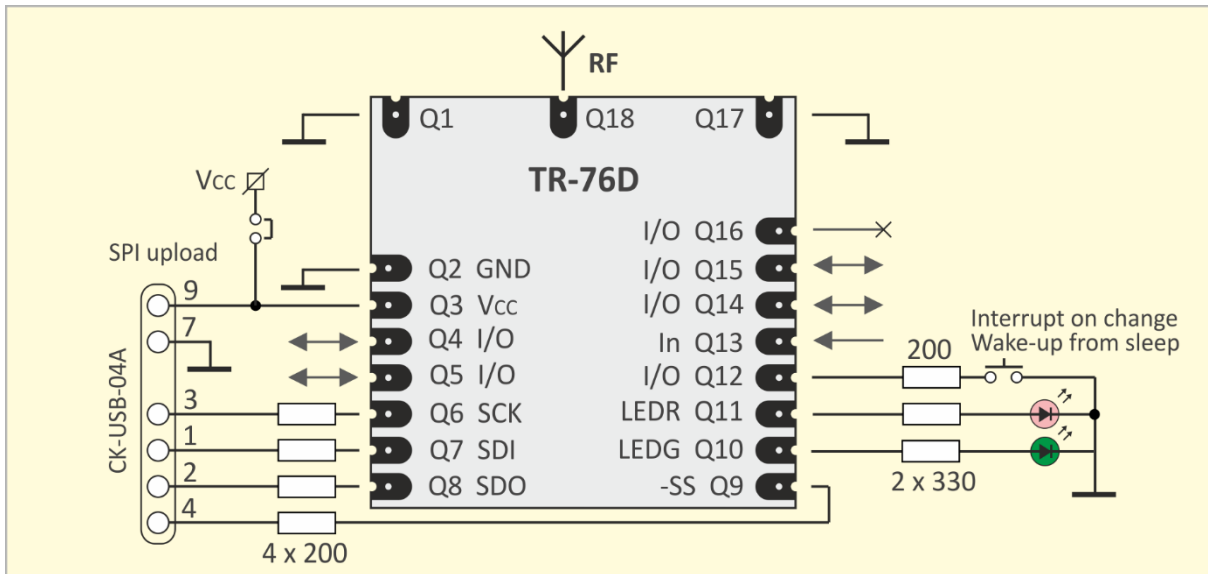 RF
Q1
Q18
Q17
TR-76D
Vcc
SPI upload
9
7
3
1
2
4
CK-USB-04A
4 x 200
Q2 GND
Q3 Vcc
Q4 I/O
Q5 I/O
Q6 SCK
Q7 SDI
Q8 SDO
I/O Q16
I/O Q15
I/O Q14
In Q13
I/O Q12
LEDR Q11
LEDG Q10
-SS Q9
Interrupt on change
Wake-up from sleep
200
2 x 330